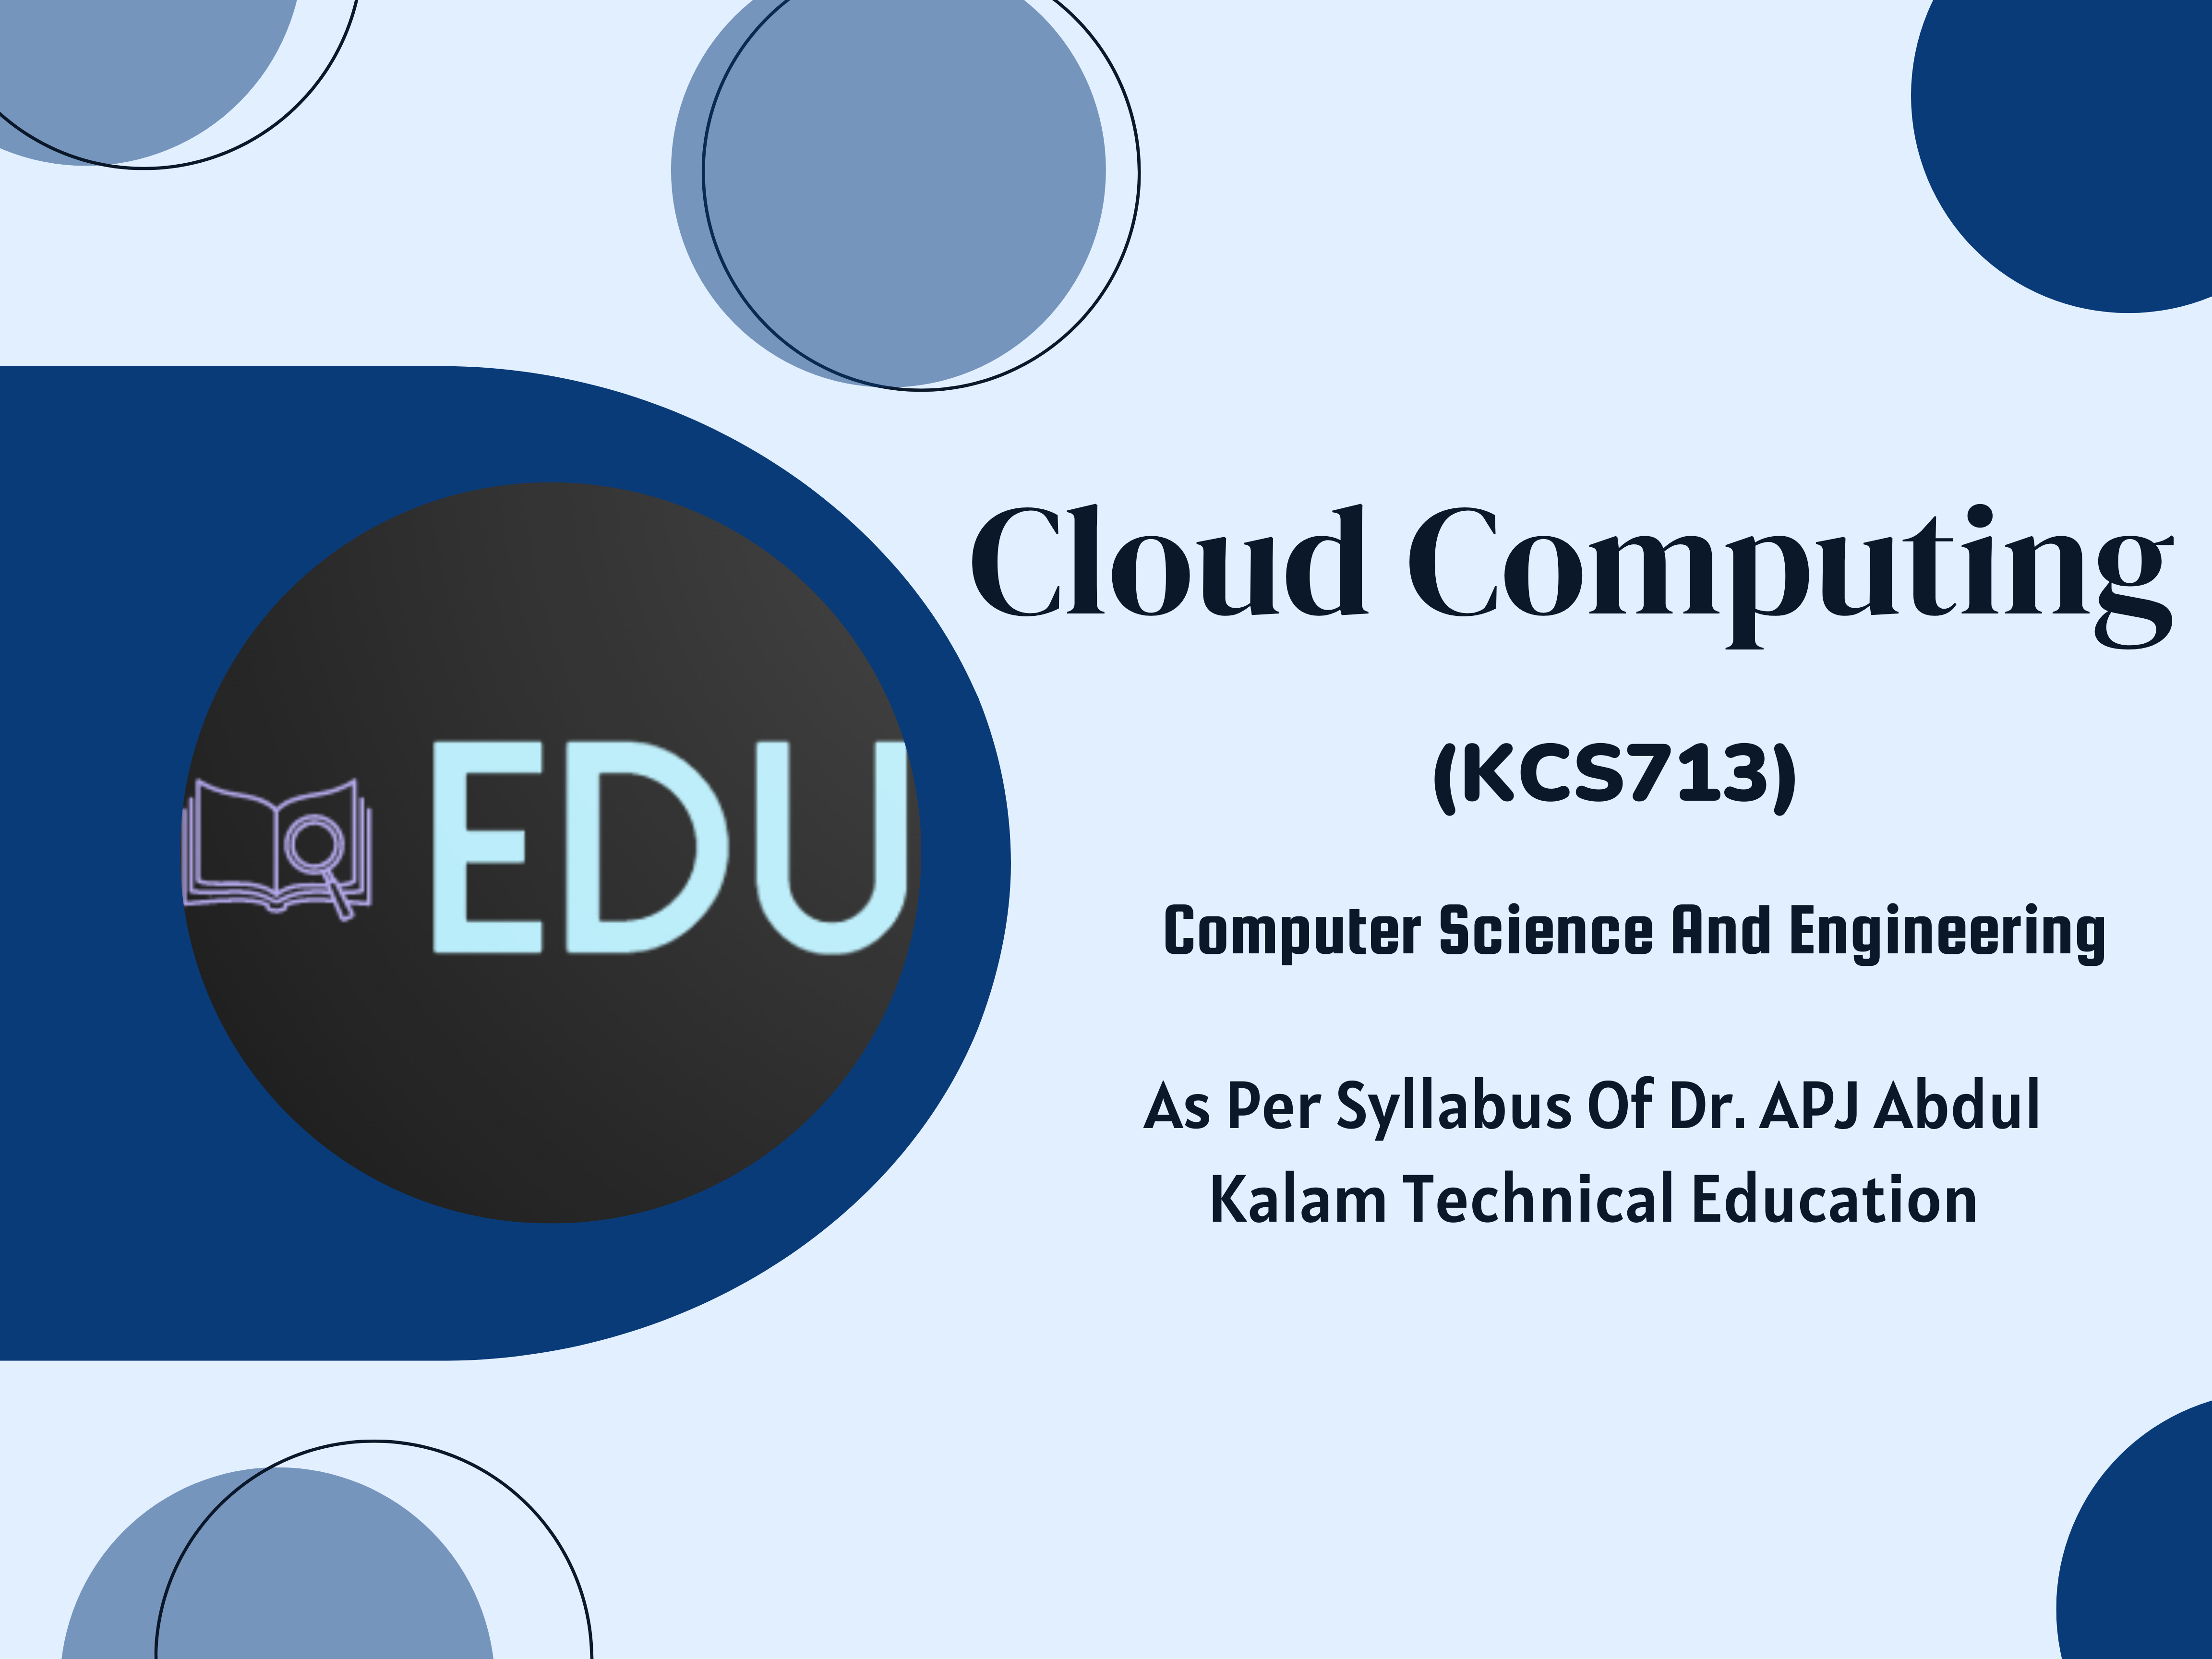 Cloud Computing
EDU
(KCS713)
Computer Science And Engineering
As Per Syllabus Of Dr. APJ Abdul
Kalam Technical Education